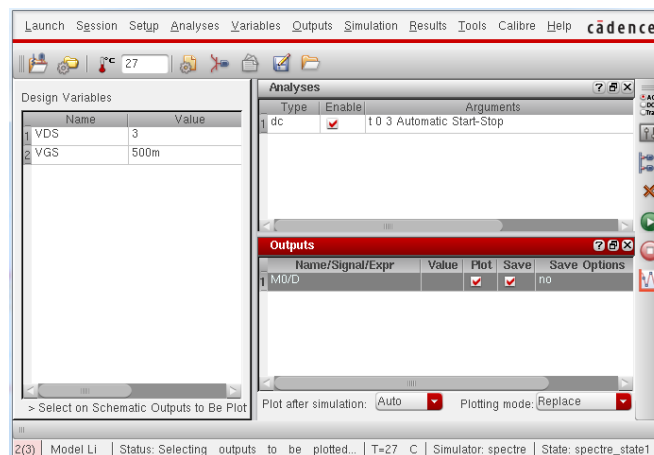 Launch Session Setup Analyses Variables Outputs Simulation Results Tools Calibre Help cādence
°C 27
Design Variables
Name Value
1 VDS 3
2 VGS 500m
> Select on Schematic Outputs to Be Plot
Analyses
Type Enable Arguments
1 dc t 0 3 Automatic Start-Stop
Outputs
Name/Signal/Expr Value Plot Save Save Options
1 M0/D no
Plot after simulation: Auto Plotting mode: Replace
AC
DC
Tra
2(3) Model Li Status: Selecting outputs to be plotted... T=27 C Simulator: spectre State: spectre_state1